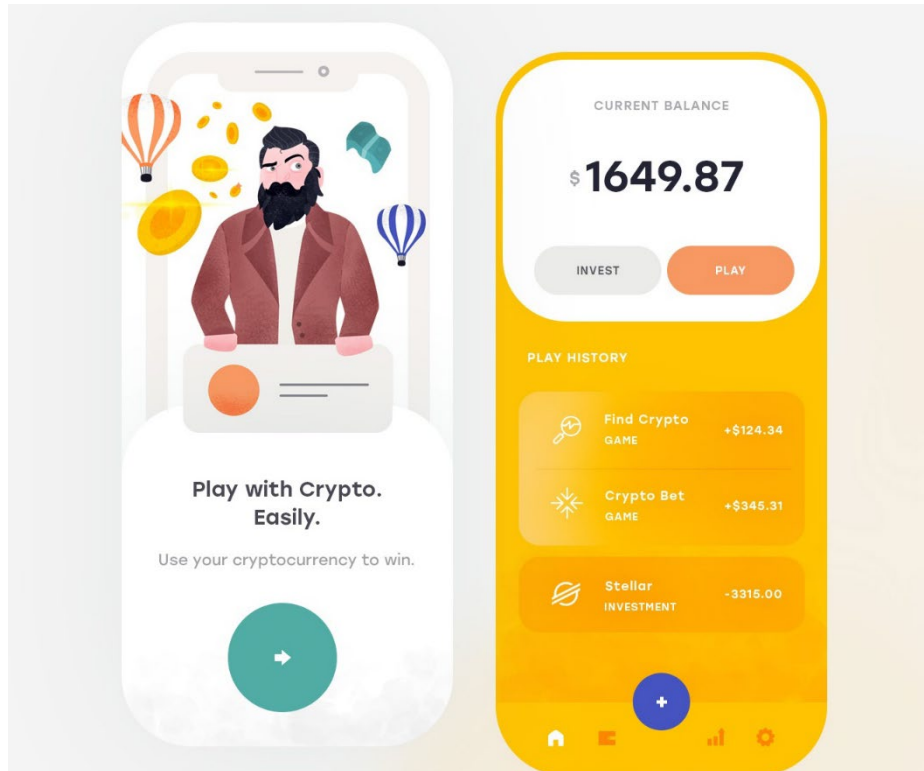 Play with Crypto.
Easily.
Use your cryptocurrency to win.
CURRENT BALANCE
$ 1649.87
INVEST
PLAY
PLAY HISTORY
Find Crypto
GAME
+$124.34
Crypto Bet
GAME
+$345.31
Stellar
INVESTMENT
-3315.00